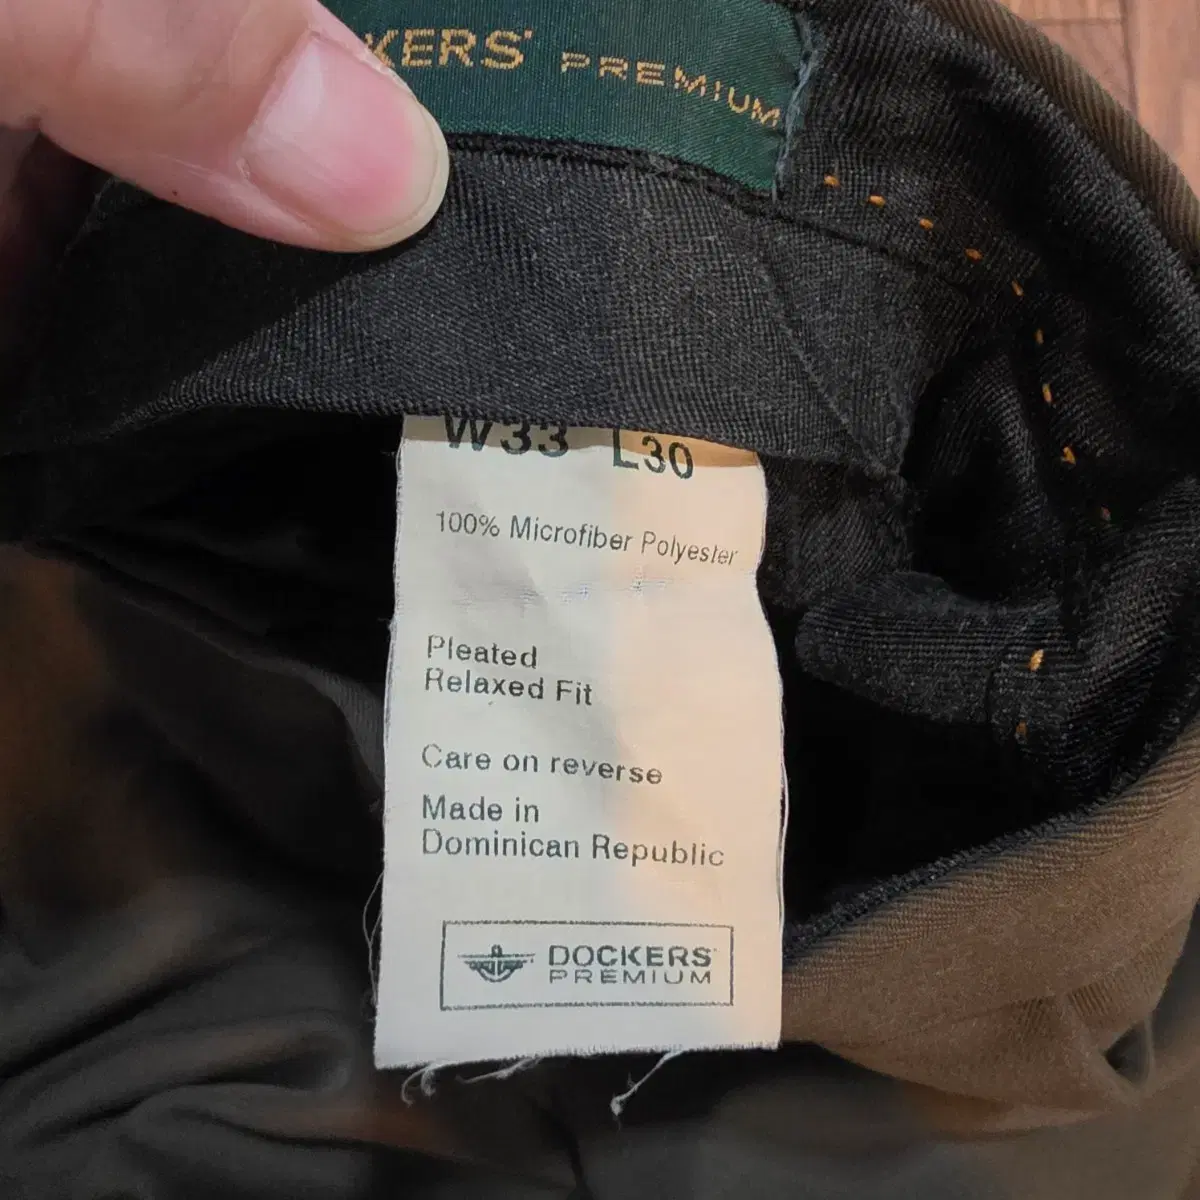 KERS PREMIUM
W33 L30
100% Microfiber Polyester
Pleated
Relaxed Fit
Care on reverse
Made in
Dominican Republic
DOCKERS
PREMIUM